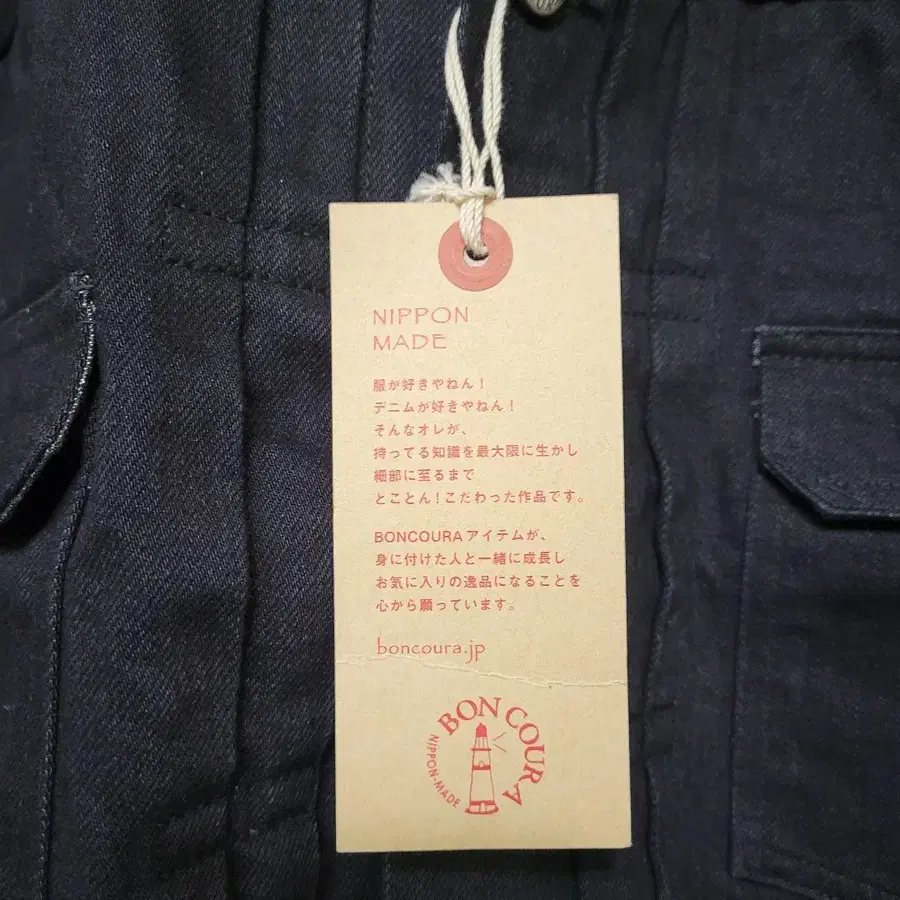 NIPPON
MADE
服が好きやねん！
デニムが好きやねん！
そんなオレが、
持ってる知識を最大限に生かし
細部に至るまで
とことん！こだわった作品です。
BONCOURAアイテムが、
身に付けた人と一緒に成長し
お気に入りの逸品になることを
心から願っています。
boncoura.jp
BONCOURA
NIPPON-MADE